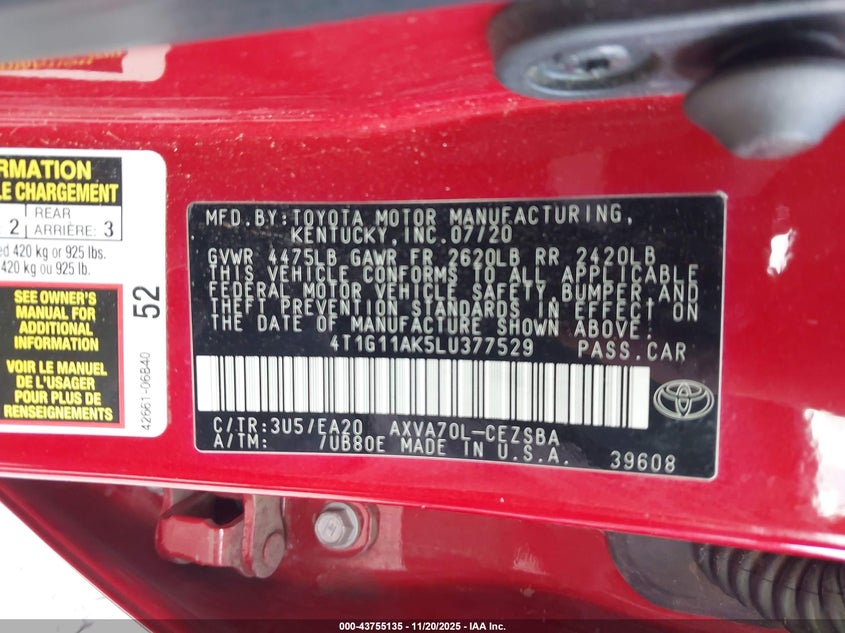 RMATION
LE CHARGEMENT
2 REAR ARRIÈRE: 3
ed 420 kg or 925 lbs.
420 kg ou 925 lb.
SEE OWNER'S
MANUAL FOR
ADDITIONAL
INFORMATION
VOIR LE MANUEL
DE L'USAGER
POUR PLUS DE
RENSEIGNEMENTS
52
42661-06B40
MFD.BY:TOYOTA MOTOR MANUFACTURING,
KENTUCKY,INC.07/20
GVWR 4475LB GAWR FR 2620LB RR 2420LB
THIS VEHICLE CONFORMS TO ALL APPLICABLE
FEDERAL MOTOR VEHICLE SAFETY,BUMPER,AND
THEFT PREVENTION STANDARDS IN EFFECT ON
THE DATE OF MANUFACTURE SHOWN ABOVE.
4T1G11AK5LU377529 PASS.CAR
C/TR:3U5/EA20 AXVA70L-CEZSBA
A/TM: 7UB80E MADE IN U.S.A. 39608
000-43755135 - 11/20/2025 - IAA Inc.